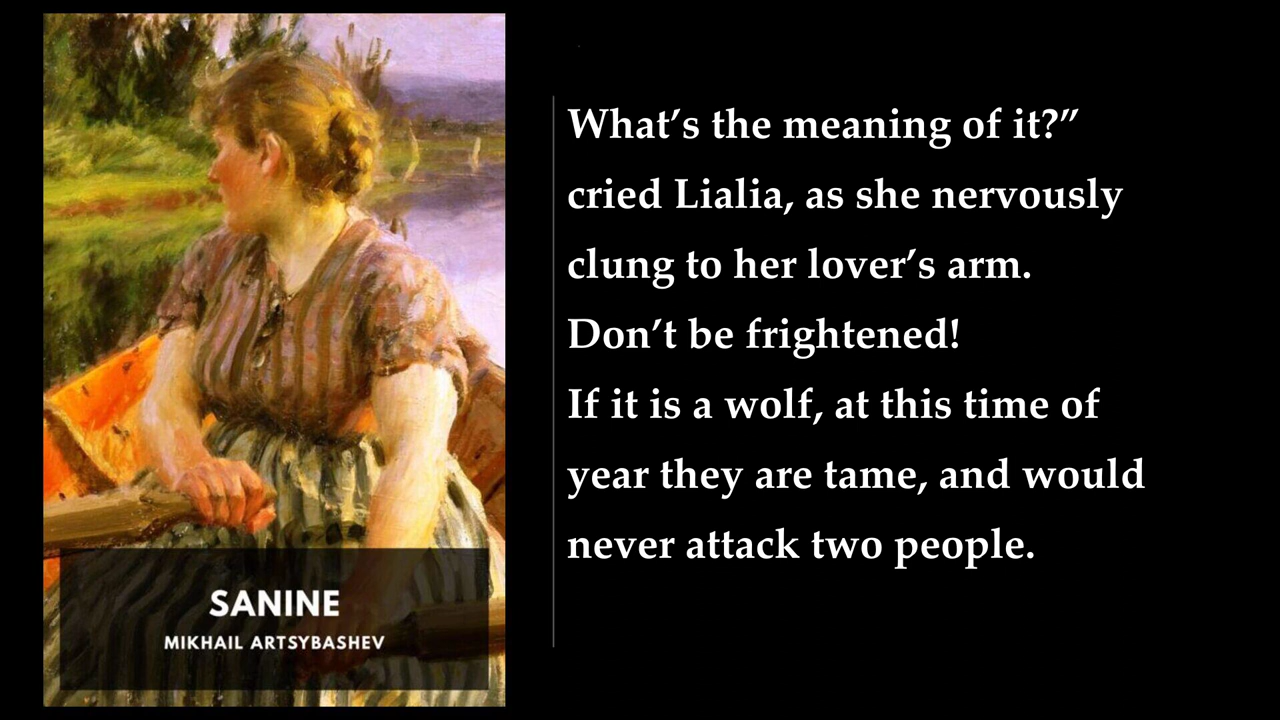 What’s the meaning of it?”
cried Lialia, as she nervously
clung to her lover’s arm.
Don’t be frightened!
If it is a wolf, at this time of
year they are tame, and would
never attack two people.
SANINE
MIKHAIL ARTSYBASHEV